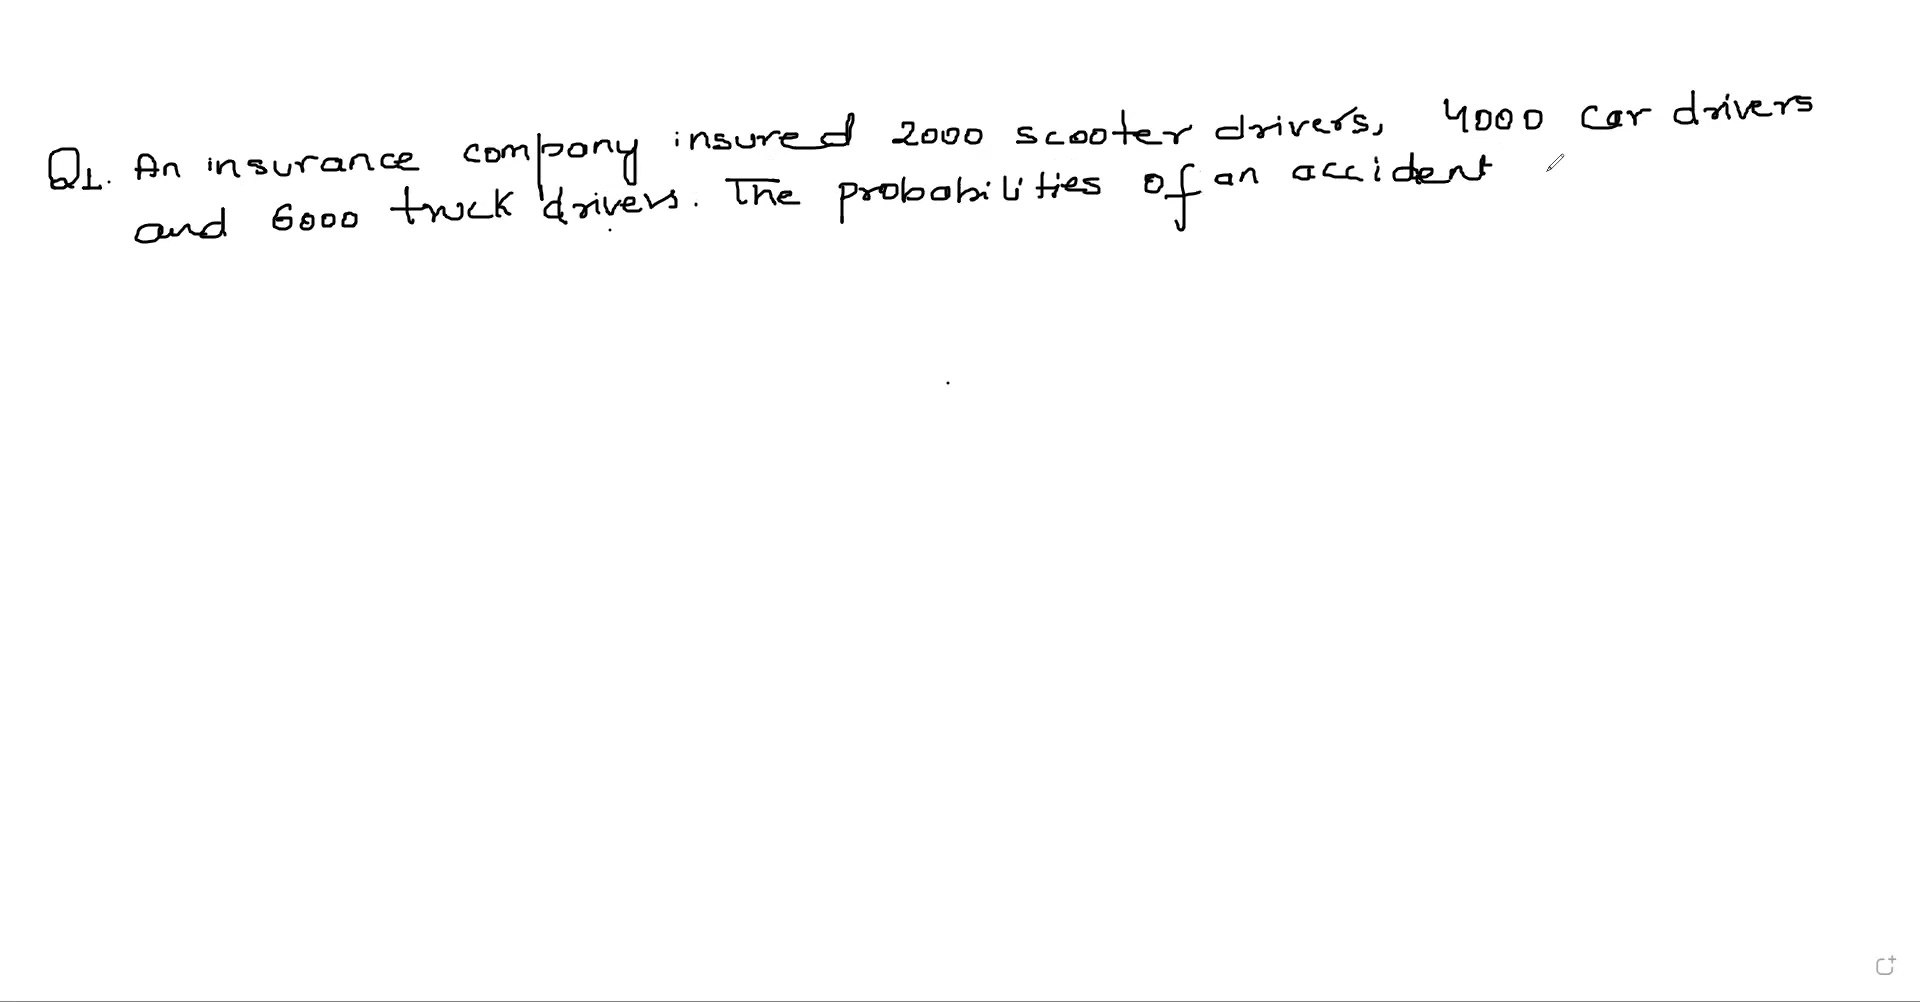 Q1. An insurance company insured 2000 scooter drivers, 4000 car drivers
and 6000 truck drivers. The probabilities of an accident